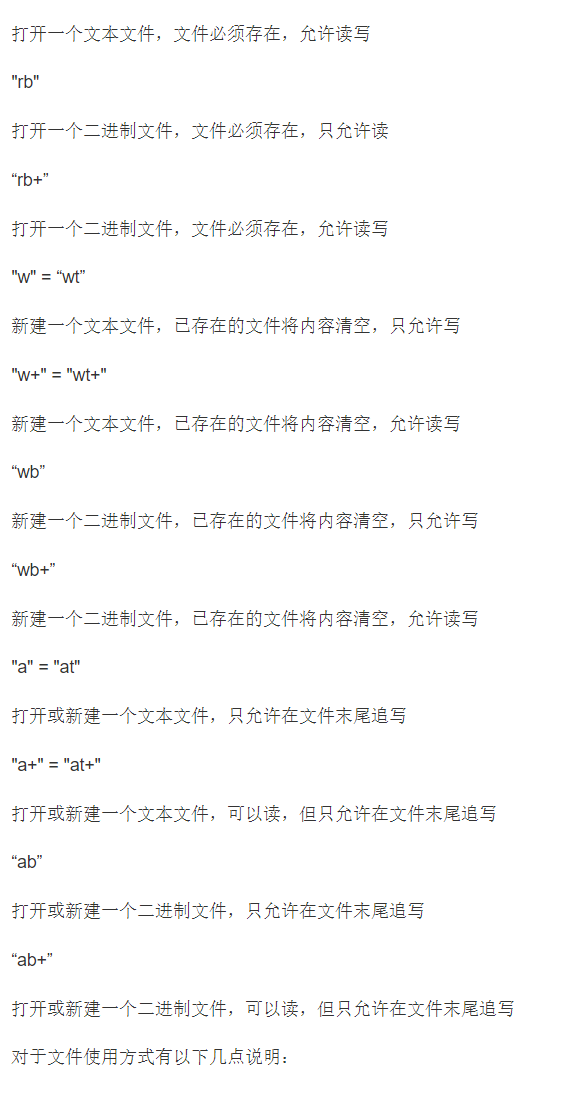 打开一个文本文件，文件必须存在，允许读写
"rb"
打开一个二进制文件，文件必须存在，只允许读
“rb+”
打开一个二进制文件，文件必须存在，允许读写
"w" = “wt”
新建一个文本文件，已存在的文件将内容清空，只允许写
"w+" = "wt+"
新建一个文本文件，已存在的文件将内容清空，允许读写
“wb”
新建一个二进制文件，已存在的文件将内容清空，只允许写
“wb+”
新建一个二进制文件，已存在的文件将内容清空，允许读写
"a" = "at"
打开或新建一个文本文件，只允许在文件末尾追写
"a+" = "at+"
打开或新建一个文本文件，可以读，但只允许在文件末尾追写
“ab”
打开或新建一个二进制文件，只允许在文件末尾追写
“ab+”
打开或新建一个二进制文件，可以读，但只允许在文件末尾追写
对于文件使用方式有以下几点说明：